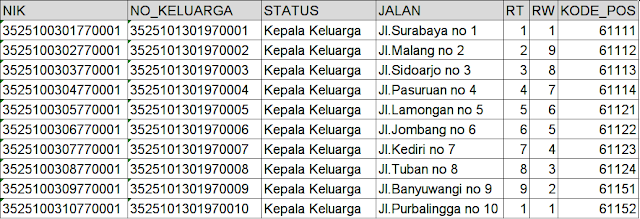 NIK NO_KELUARGA STATUS JALAN RT RW KODE_POS
3525100301770001 3525101301970001 Kepala Keluarga Jl.Surabaya no 1 1 1 61111
3525100302770001 3525101301970002 Kepala Keluarga Jl.Malang no 2 2 9 61112
3525100303770001 3525101301970003 Kepala Keluarga Jl.Sidoarjo no 3 3 8 61113
3525100304770001 3525101301970004 Kepala Keluarga Jl.Pasuruan no 4 4 7 61114
3525100305770001 3525101301970005 Kepala Keluarga Jl.Lamongan no 5 5 6 61121
3525100306770001 3525101301970006 Kepala Keluarga Jl.Jombang no 6 6 5 61122
3525100307770001 3525101301970007 Kepala Keluarga Jl.Kediri no 7 7 4 61123
3525100308770001 3525101301970008 Kepala Keluarga Jl.Tuban no 8 8 3 61124
3525100309770001 3525101301970009 Kepala Keluarga Jl.Banyuwangi no 9 9 2 61151
3525100310770001 3525101301970010 Kepala Keluarga Jl.Purbalingga no 10 1 1 61152